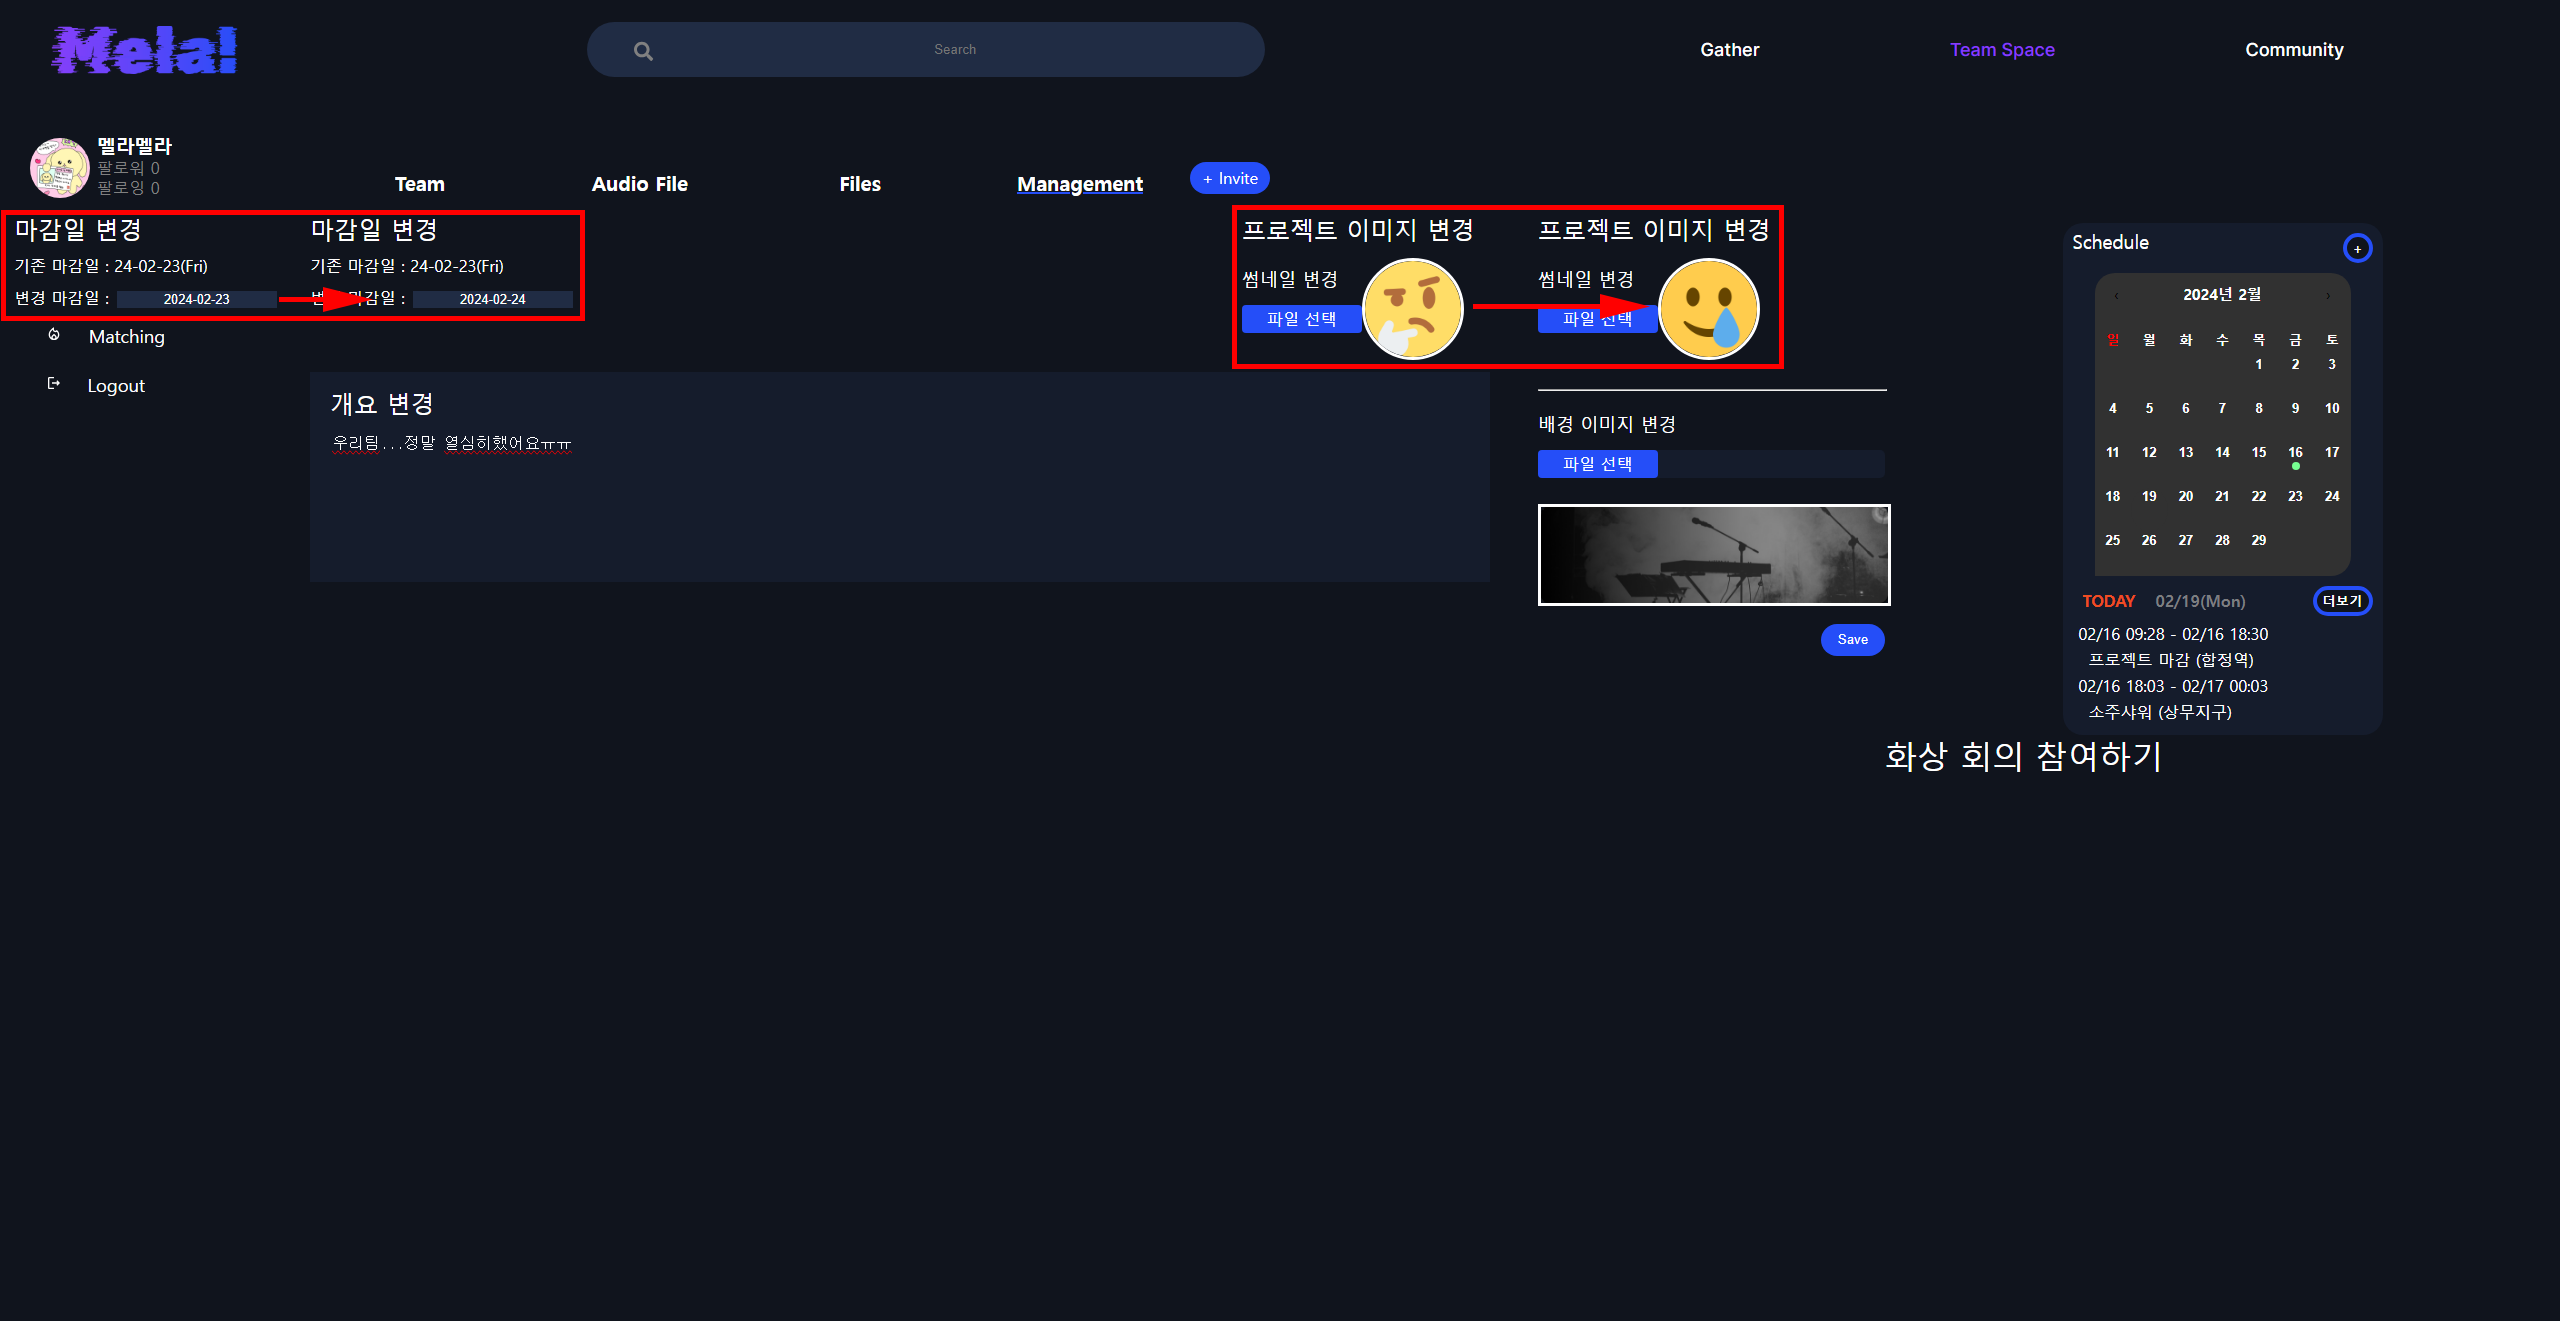 Mela!
Search
Gather
Team Space
Community
멜라멜라
팔로워 0
팔로잉 0
Team
Audio File
Files
Management
+ Invite
마감일 변경
기존 마감일 : 24-02-23(Fri)
변경 마감일 : 2024-02-23
마감일 변경
기존 마감일 : 24-02-23(Fri)
변경 마감일 : 2024-02-24
Matching
Logout
프로젝트 이미지 변경
썸네일 변경
파일 선택
프로젝트 이미지 변경
썸네일 변경
파일 선택
개요 변경
우리팀...정말 열심히했어요ㅠㅠ
배경 이미지 변경
파일 선택
Save
Schedule
+
‹ 2024년 2월 ›
일 월 화 수 목 금 토
1 2 3
4 5 6 7 8 9 10
11 12 13 14 15 16 17
18 19 20 21 22 23 24
25 26 27 28 29
TODAY 02/19(Mon) 더보기
02/16 09:28 - 02/16 18:30
프로젝트 마감 (합정역)
02/16 18:03 - 02/17 00:03
소주샤워 (상무지구)
화상 회의 참여하기